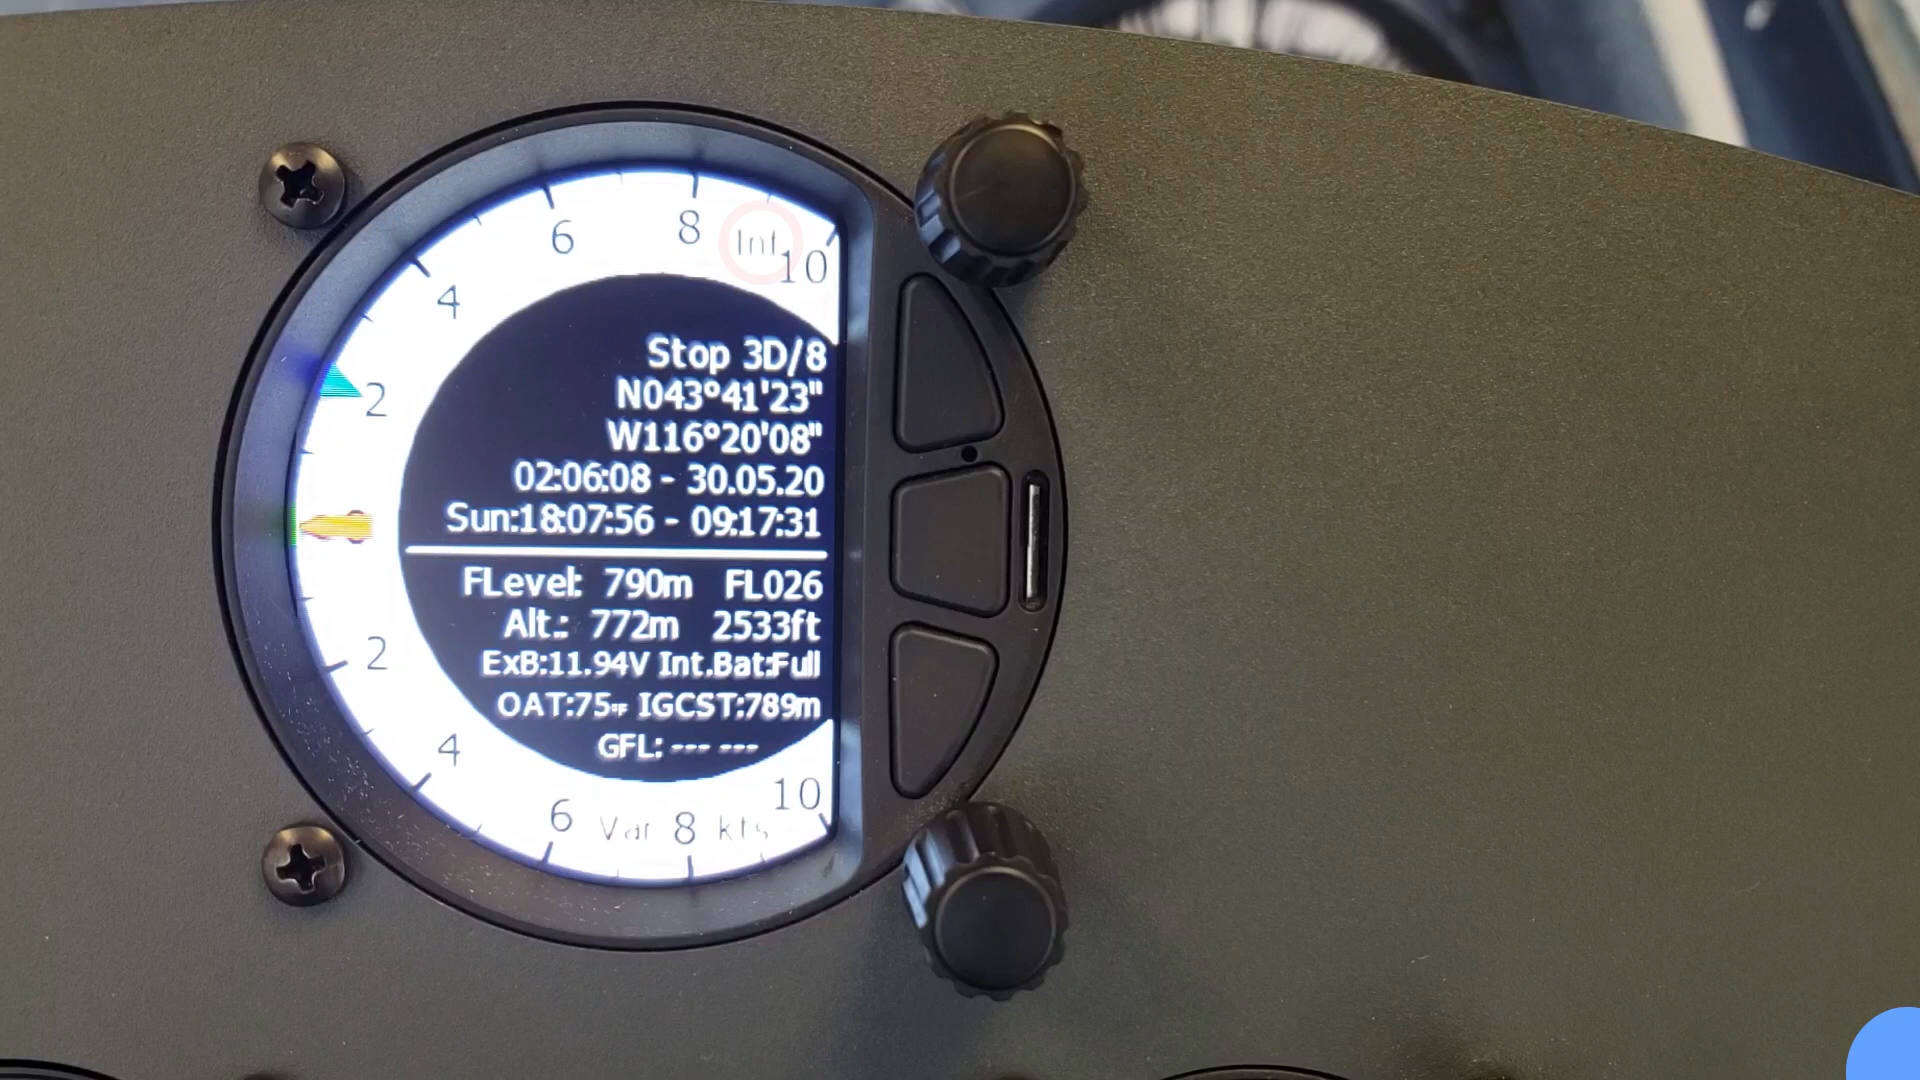 6
8
Int.
10
4
2
Stop 3D/8
N043°41'23"
W116°20'08"
02:06:08 - 30.05.20
Sun:18:07:56 - 09:17:31
FLevel: 790m FL026
Alt.: 772m 2533ft
ExB:11.94V Int.Bat:Full
OAT:75°F IGCST:789m
GFL: --- ---
2
4
6
Var
8
kts
10